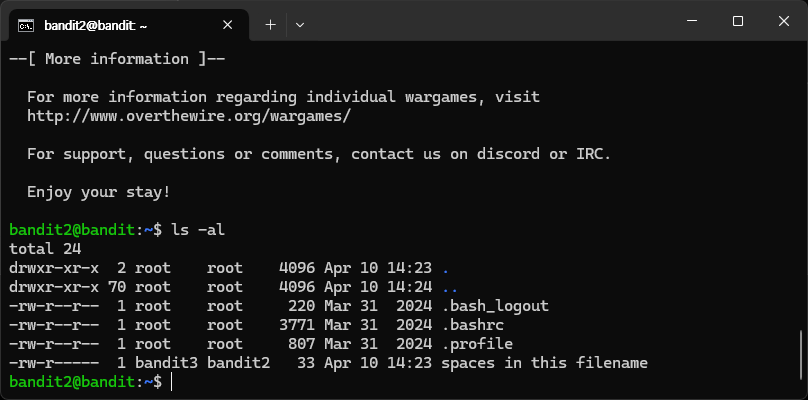 bandit2@bandit: ~
--[ More information ]--
For more information regarding individual wargames, visit
http://www.overthewire.org/wargames/
For support, questions or comments, contact us on discord or IRC.
Enjoy your stay!
bandit2@bandit:~$ ls -al
total 24
drwxr-xr-x  2 root    root    4096 Apr 10 14:23 .
drwxr-xr-x 70 root    root    4096 Apr 10 14:24 ..
-rw-r--r--  1 root    root     220 Mar 31  2024 .bash_logout
-rw-r--r--  1 root    root    3771 Mar 31  2024 .bashrc
-rw-r--r--  1 root    root     807 Mar 31  2024 .profile
-rw-r-----  1 bandit3 bandit2   33 Apr 10 14:23 spaces in this filename
bandit2@bandit:~$